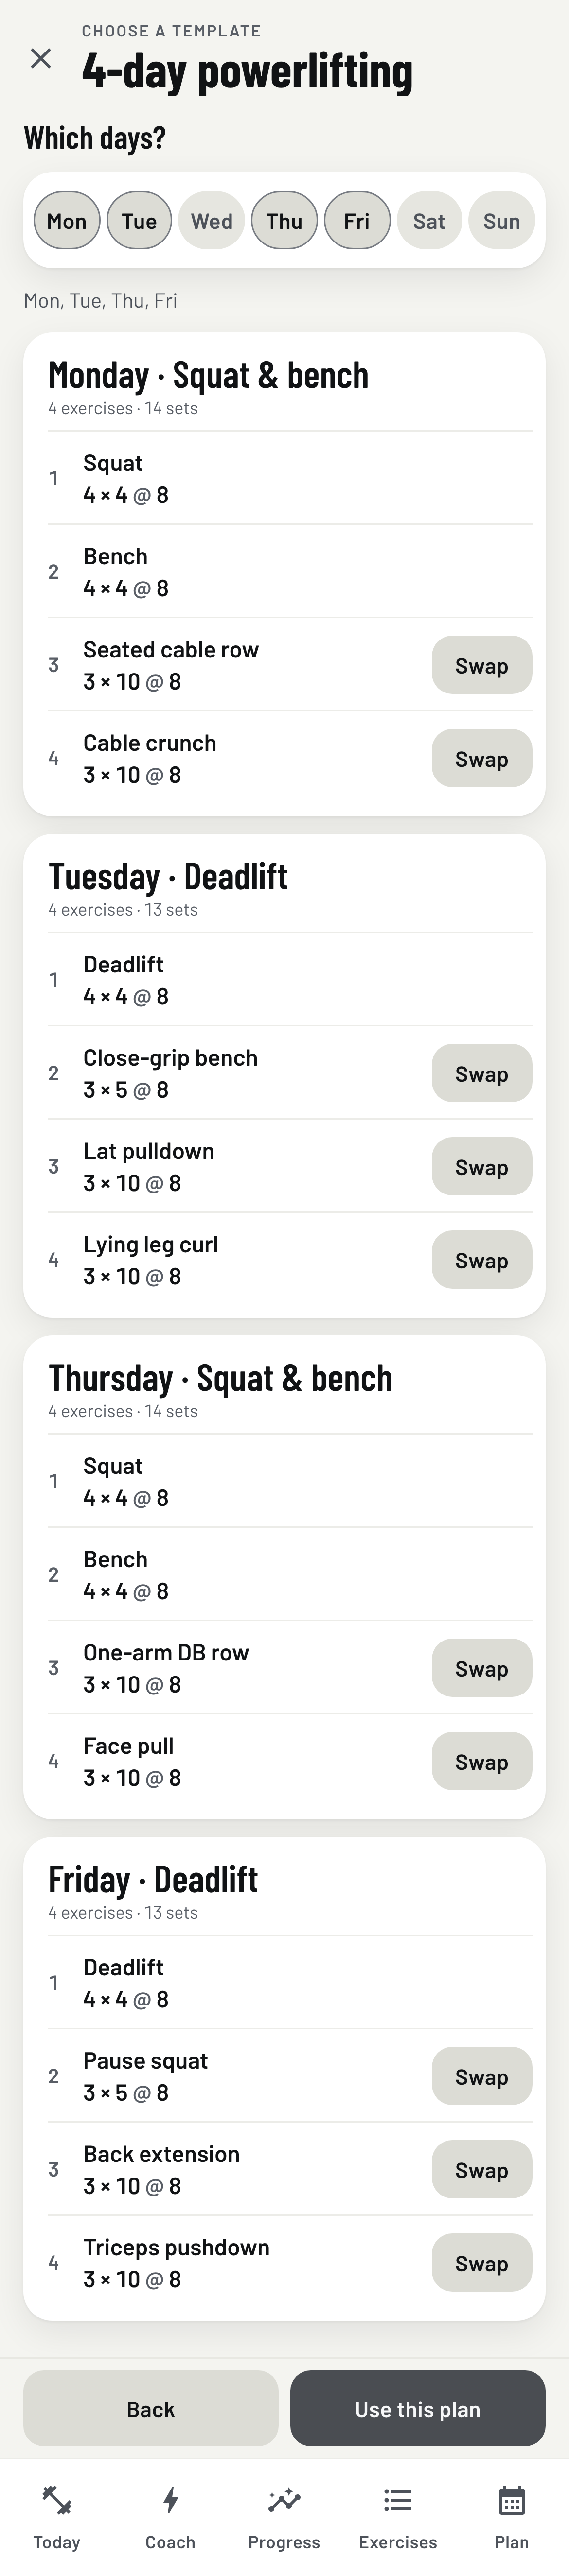 CHOOSE A TEMPLATE
4-day powerlifting
Which days?
Mon Tue Wed Thu Fri Sat Sun
Mon, Tue, Thu, Fri
Monday · Squat & bench
4 exercises · 14 sets
1
Squat
4 × 4 @ 8
2
Bench
4 × 4 @ 8
3
Seated cable row
3 × 10 @ 8
Swap
4
Cable crunch
3 × 10 @ 8
Swap
Tuesday · Deadlift
4 exercises · 13 sets
1
Deadlift
4 × 4 @ 8
2
Close-grip bench
3 × 5 @ 8
Swap
3
Lat pulldown
3 × 10 @ 8
Swap
4
Lying leg curl
3 × 10 @ 8
Swap
Thursday · Squat & bench
4 exercises · 14 sets
1
Squat
4 × 4 @ 8
2
Bench
4 × 4 @ 8
3
One-arm DB row
3 × 10 @ 8
Swap
4
Face pull
3 × 10 @ 8
Swap
Friday · Deadlift
4 exercises · 13 sets
1
Deadlift
4 × 4 @ 8
2
Pause squat
3 × 5 @ 8
Swap
3
Back extension
3 × 10 @ 8
Swap
4
Triceps pushdown
3 × 10 @ 8
Swap
Back
Use this plan
Today Coach Progress Exercises Plan